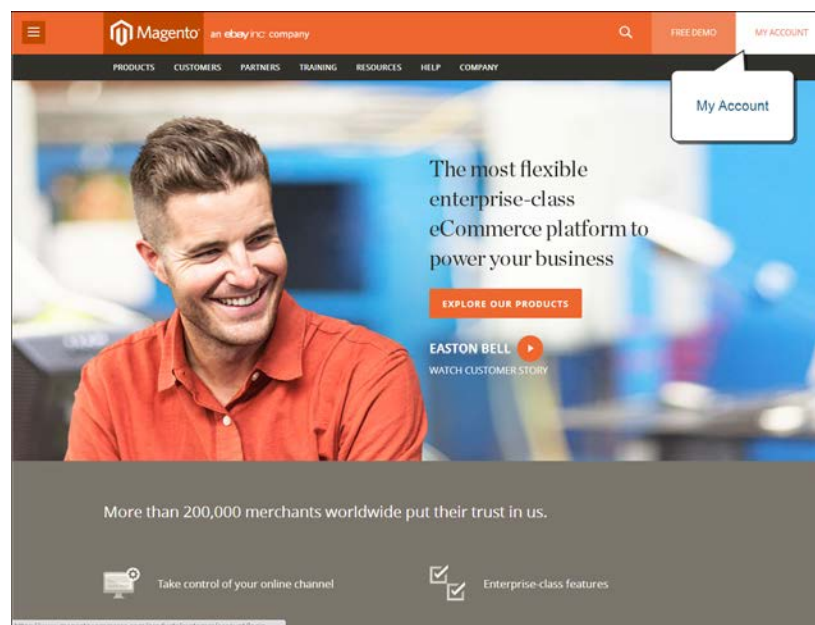 Magento an ebay inc company
FREE DEMO
MY ACCOUNT
PRODUCTS CUSTOMERS PARTNERS TRAINING RESOURCES HELP COMPANY
My Account
The most flexible
enterprise-class
eCommerce platform to
power your business
EXPLORE OUR PRODUCTS
EASTON BELL
WATCH CUSTOMER STORY
More than 200,000 merchants worldwide put their trust in us.
Take control of your online channel
Enterprise-class features